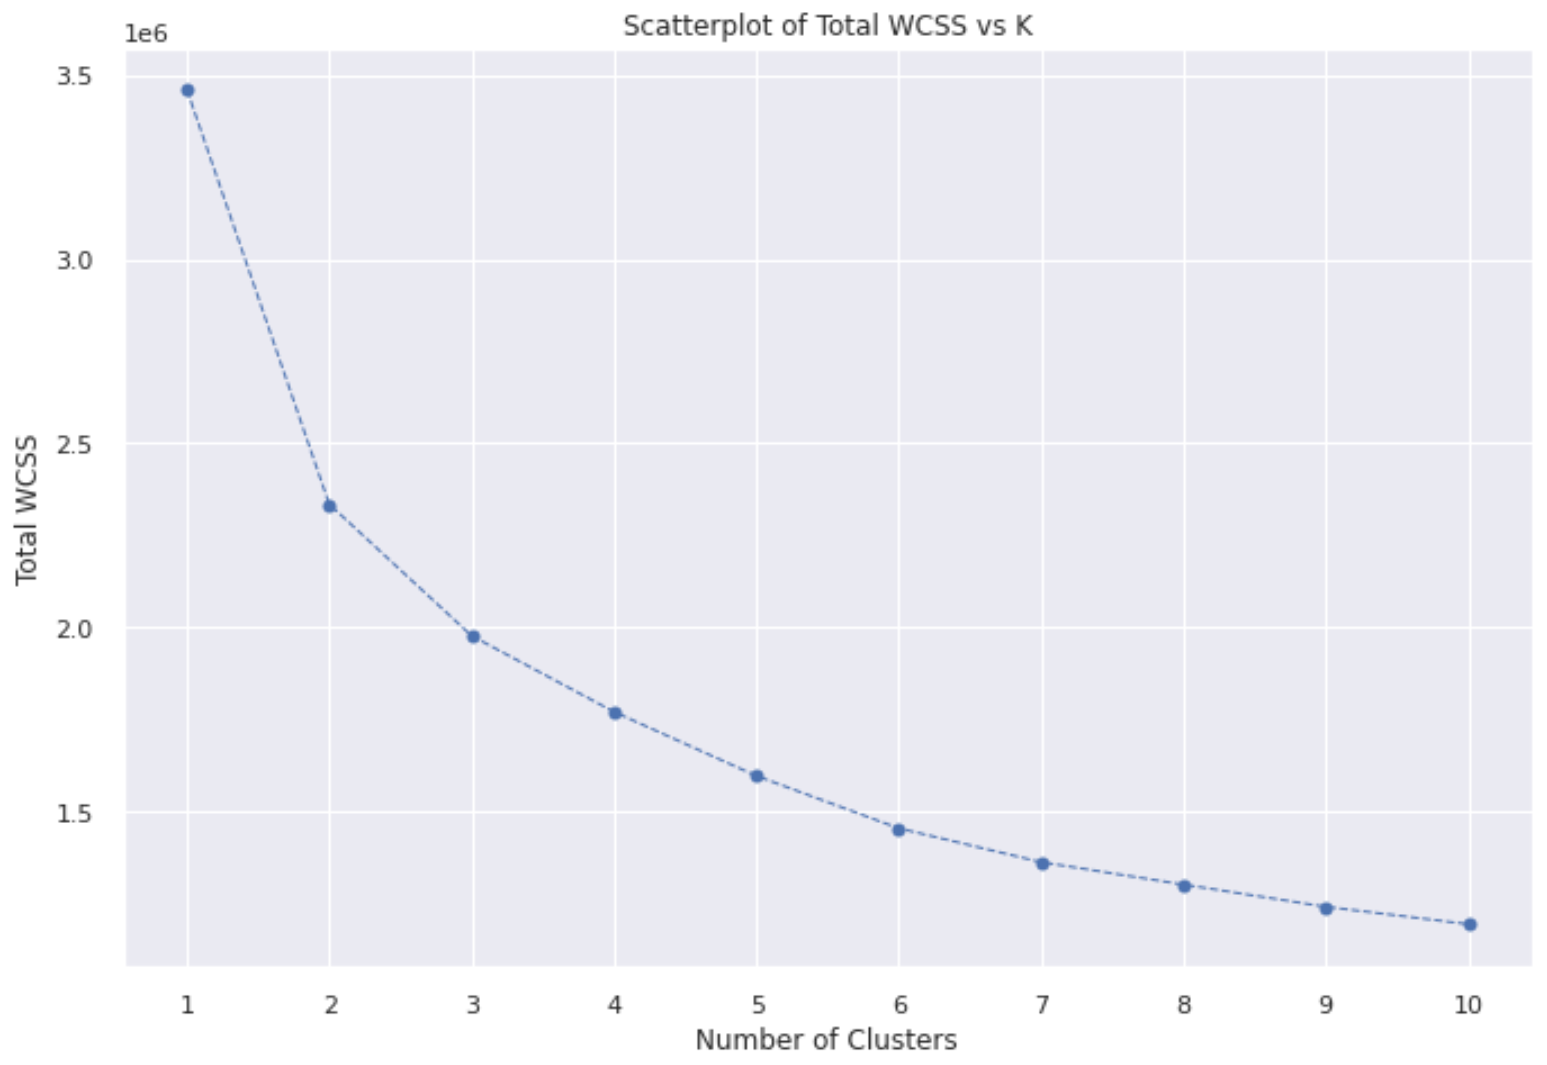 Scatterplot of Total WCSS vs K
1e6
3.5
3.0
2.5
2.0
1.5
Total WCSS
1 2 3 4 5 6 7 8 9 10
Number of Clusters